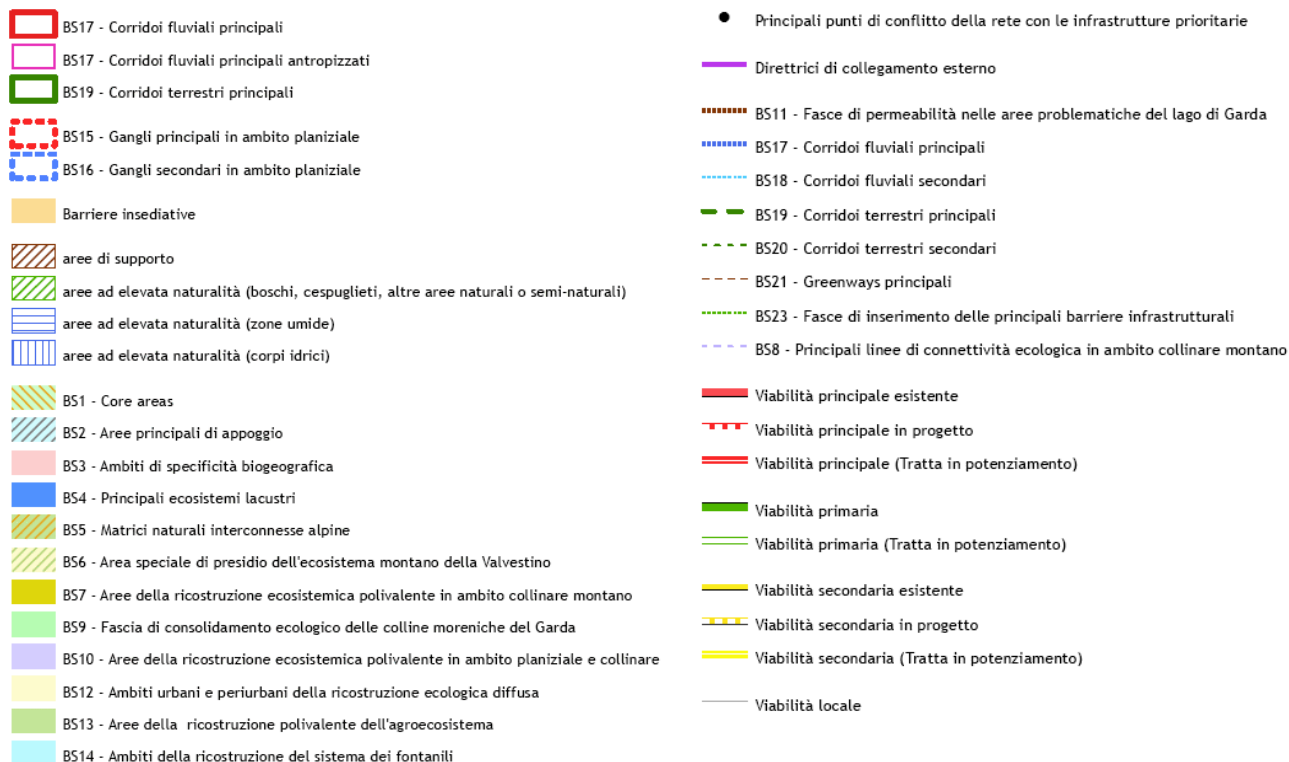 BS17 - Corridoi fluviali principali
BS17 - Corridoi fluviali principali antropizzati
BS19 - Corridoi terrestri principali
BS15 - Gangli principali in ambito planiziale
BS16 - Gangli secondari in ambito planiziale
Barriere insediative
aree di supporto
aree ad elevata naturalità (boschi, cespuglieti, altre aree naturali o semi-naturali)
aree ad elevata naturalità (zone umide)
aree ad elevata naturalità (corpi idrici)
BS1 - Core areas
BS2 - Aree principali di appoggio
BS3 - Ambiti di specificità biogeografica
BS4 - Principali ecosistemi lacustri
BS5 - Matrici naturali interconnesse alpine
BS6 - Area speciale di presidio dell'ecosistema montano della Valvestino
BS7 - Aree della ricostruzione ecosistemica polivalente in ambito collinare montano
BS9 - Fascia di consolidamento ecologico delle colline moreniche del Garda
BS10 - Aree della ricostruzione ecosistemica polivalente in ambito planiziale e collinare
BS12 - Ambiti urbani e periurbani della ricostruzione ecologica diffusa
BS13 - Aree della ricostruzione polivalente dell'agroecosistema
BS14 - Ambiti della ricostruzione del sistema dei fontanili
Principali punti di conflitto della rete con le infrastrutture prioritarie
Direttrici di collegamento esterno
BS11 - Fasce di permeabilità nelle aree problematiche del lago di Garda
BS17 - Corridoi fluviali principali
BS18 - Corridoi fluviali secondari
BS19 - Corridoi terrestri principali
BS20 - Corridoi terrestri secondari
BS21 - Greenways principali
BS23 - Fasce di inserimento delle principali barriere infrastrutturali
BS8 - Principali linee di connettività ecologica in ambito collinare montano
Viabilità principale esistente
Viabilità principale in progetto
Viabilità principale (Tratta in potenziamento)
Viabilità primaria
Viabilità primaria (Tratta in potenziamento)
Viabilità secondaria esistente
Viabilità secondaria in progetto
Viabilità secondaria (Tratta in potenziamento)
Viabilità locale